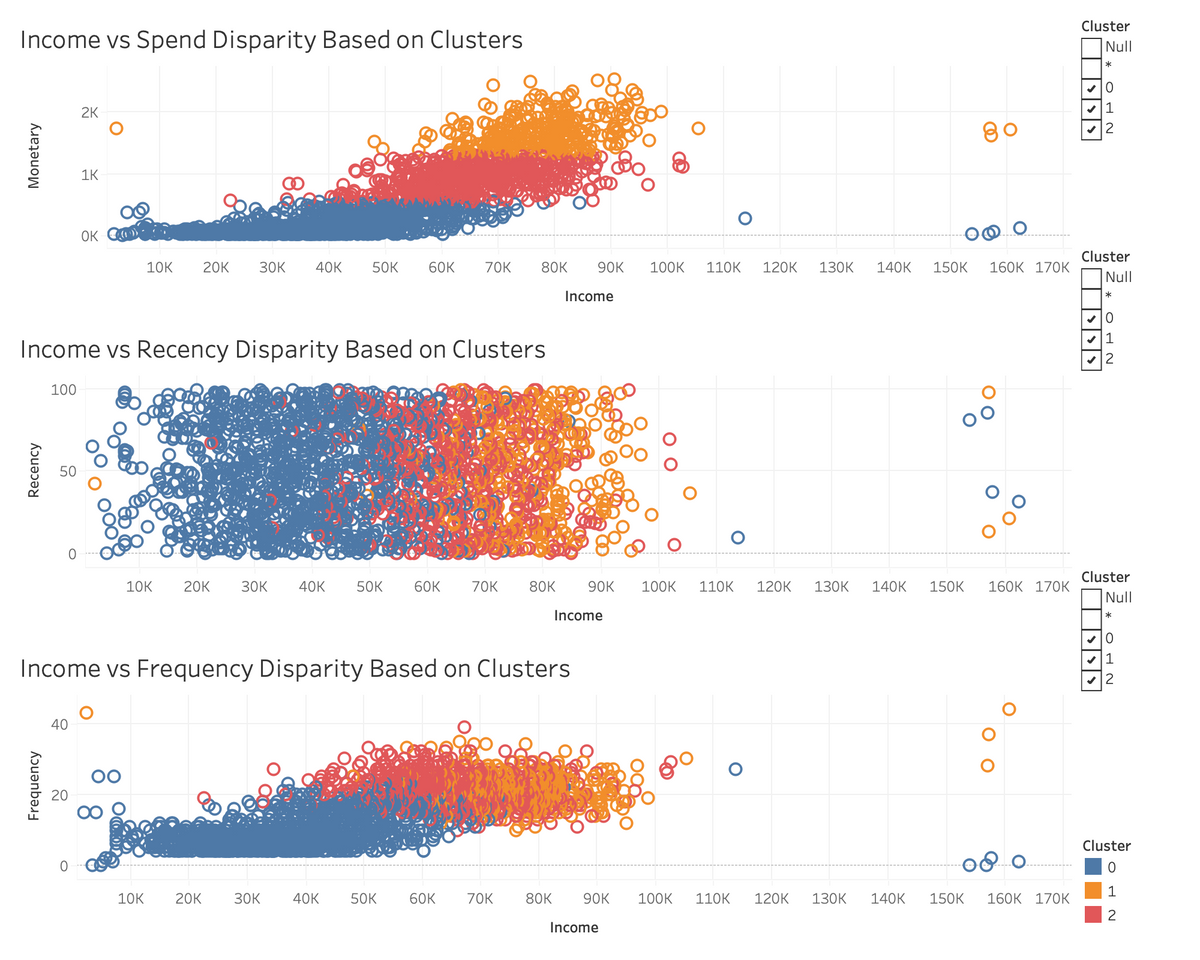 Income vs Spend Disparity Based on Clusters
Cluster
Null
*
0
1
2
Monetary
2K
1K
0K
10K 20K 30K 40K 50K 60K 70K 80K 90K 100K 110K 120K 130K 140K 150K 160K 170K
Income
Cluster
Null
*
0
1
2
Income vs Recency Disparity Based on Clusters
Recency
100
50
0
10K 20K 30K 40K 50K 60K 70K 80K 90K 100K 110K 120K 130K 140K 150K 160K 170K
Income
Cluster
Null
*
0
1
2
Income vs Frequency Disparity Based on Clusters
Frequency
40
20
0
10K 20K 30K 40K 50K 60K 70K 80K 90K 100K 110K 120K 130K 140K 150K 160K 170K
Income
Cluster
0
1
2